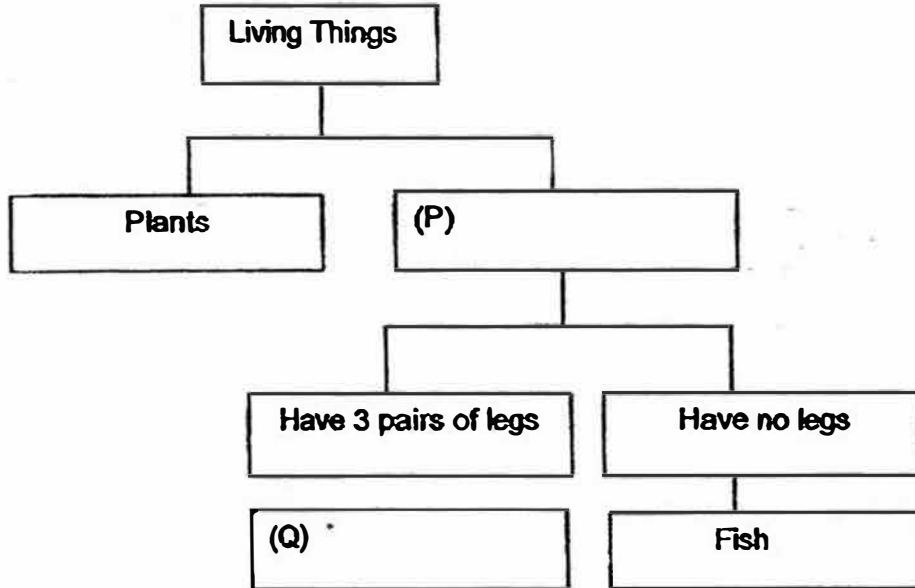 Living Things
Plants
(P)
Have 3 pairs of legs
Have no legs
(Q)
Fish